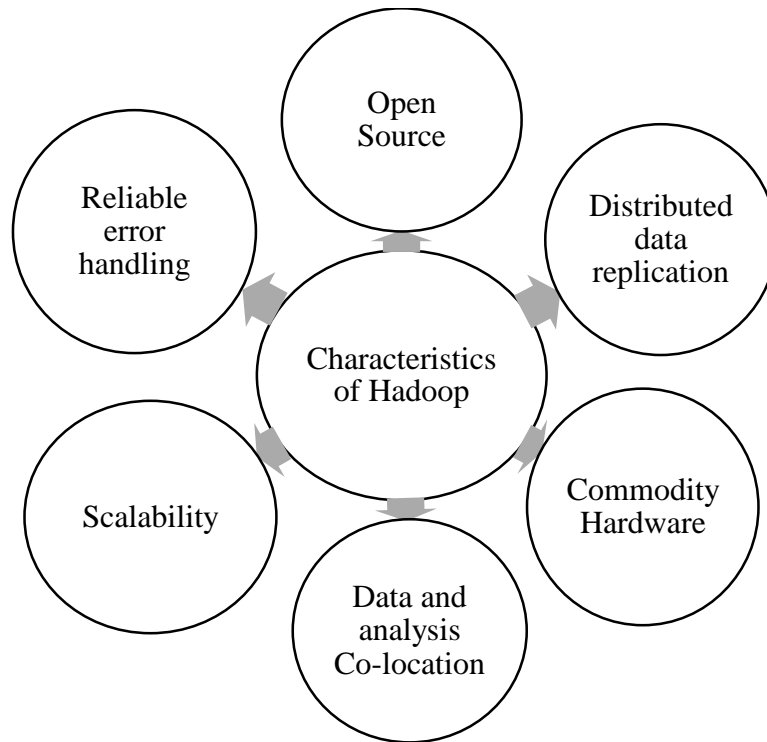 Open
Source
Reliable
error
handling
Distributed
data
replication
Characteristics
of Hadoop
Scalability
Commodity
Hardware
Data and
analysis
Co-location